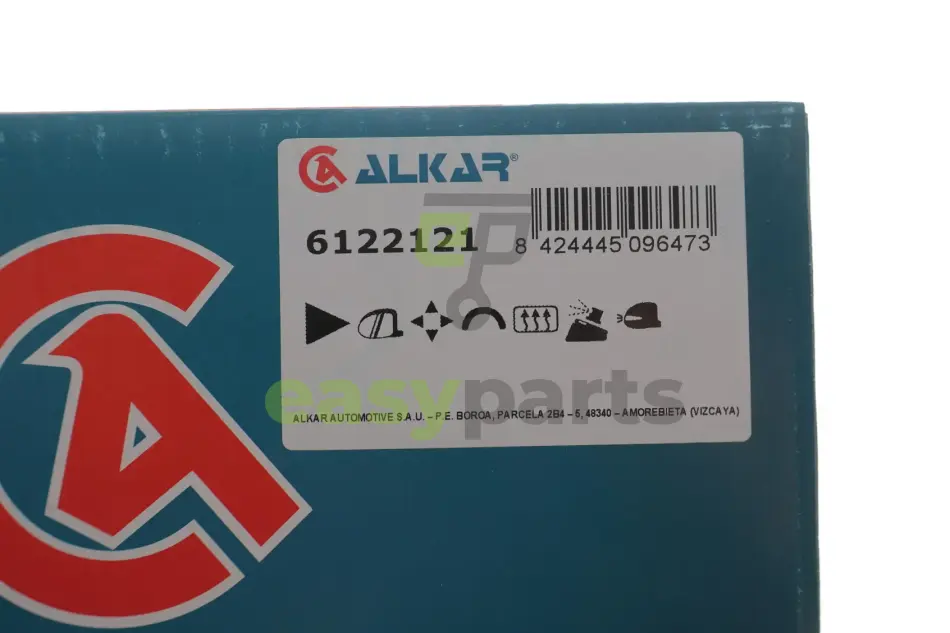 ALKAR®
6122121
8 424445 096473
easyparts
ALKAR AUTOMOTIVE S.A.U. – P.E. BOROA, PARCELA 2B4 – 5, 48340 – AMOREBIETA (VIZCAYA)